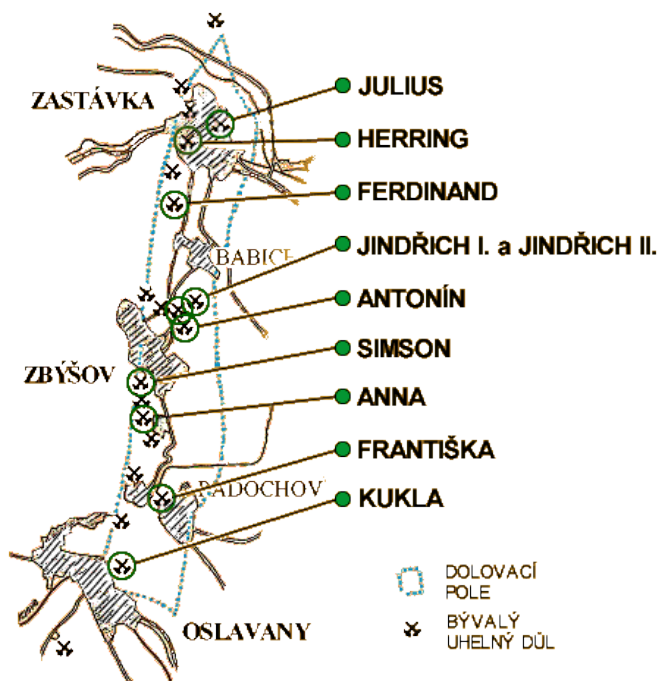 JULIUS
ZASTÁVKA
HERRING
FERDINAND
JINDŘICH I. a JINDŘICH II.
BABICE
ANTONÍN
SIMSON
ZBÝŠOV
ANNA
FRANTIŠKA
PADOCHOV
KUKLA
DOLOVACÍ
POLE
OSLAVANY
BÝVALÝ
UHELNÝ DŮL